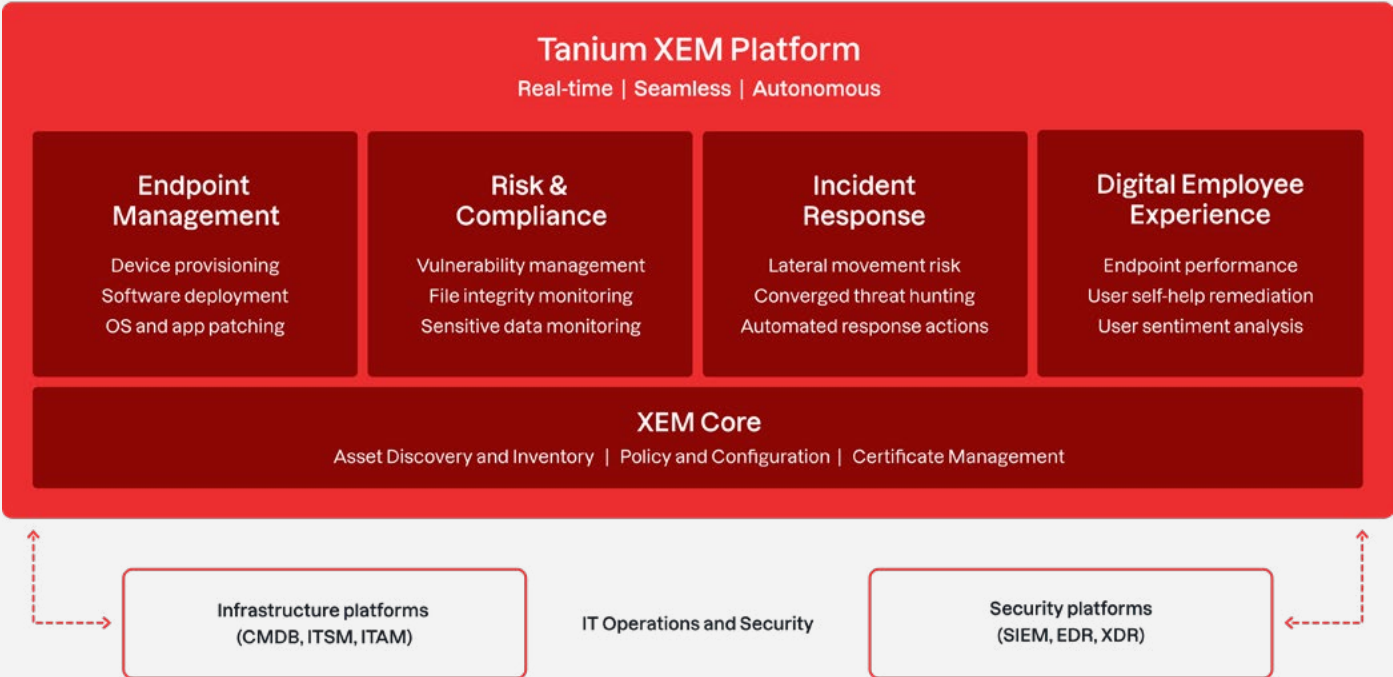 Tanium XEM Platform
Real-time | Seamless | Autonomous
Endpoint
Management
Device provisioning
Software deployment
OS and app patching
Risk &
Compliance
Vulnerability management
File integrity monitoring
Sensitive data monitoring
Incident
Response
Lateral movement risk
Converged threat hunting
Automated response actions
Digital Employee
Experience
Endpoint performance
User self-help remediation
User sentiment analysis
XEM Core
Asset Discovery and Inventory | Policy and Configuration | Certificate Management
Infrastructure platforms
(CMDB, ITSM, ITAM)
IT Operations and Security
Security platforms
(SIEM, EDR, XDR)